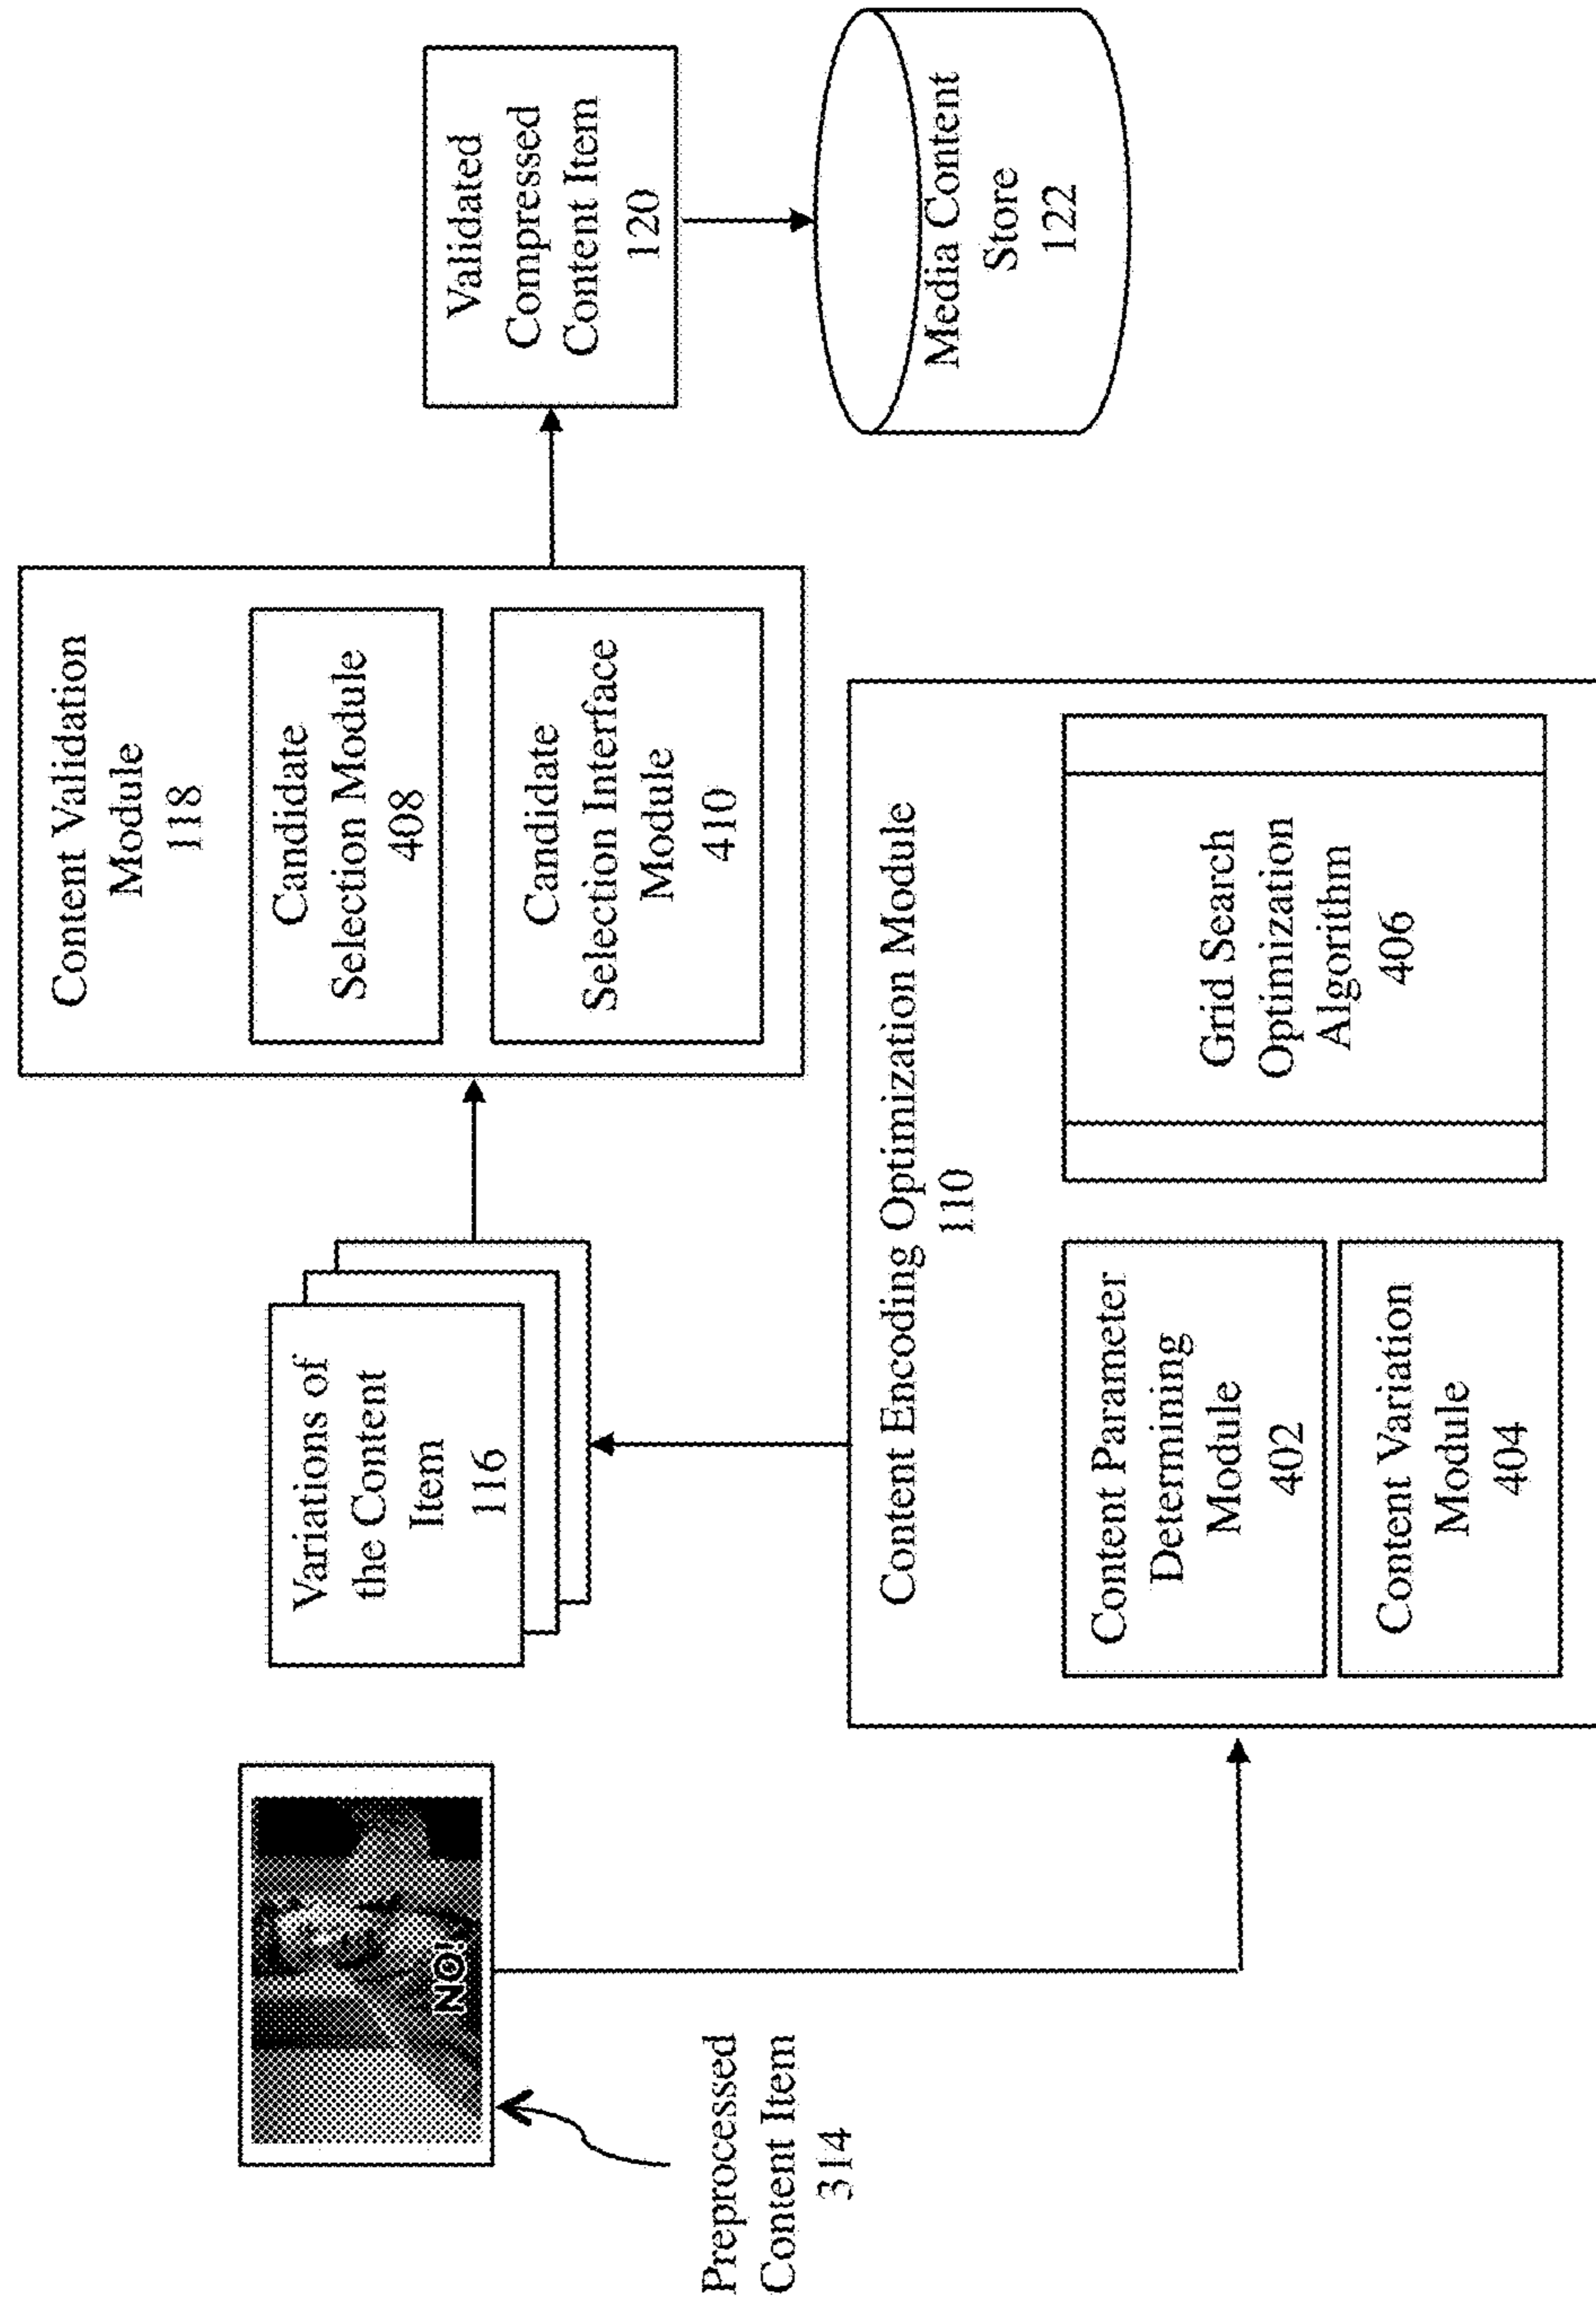 NO!
Preprocessed
Content Item
314
Variations of
the Content
Item
116
Content Encoding Optimization Module
110
Content Parameter
Determining
Module
402
Content Variation
Module
404
Grid Search
Optimization
Algorithm
406
Content Validation
Module
118
Candidate
Selection Module
408
Candidate
Selection Interface
Module
410
Validated
Compressed
Content Item
120
Media Content
Store
122